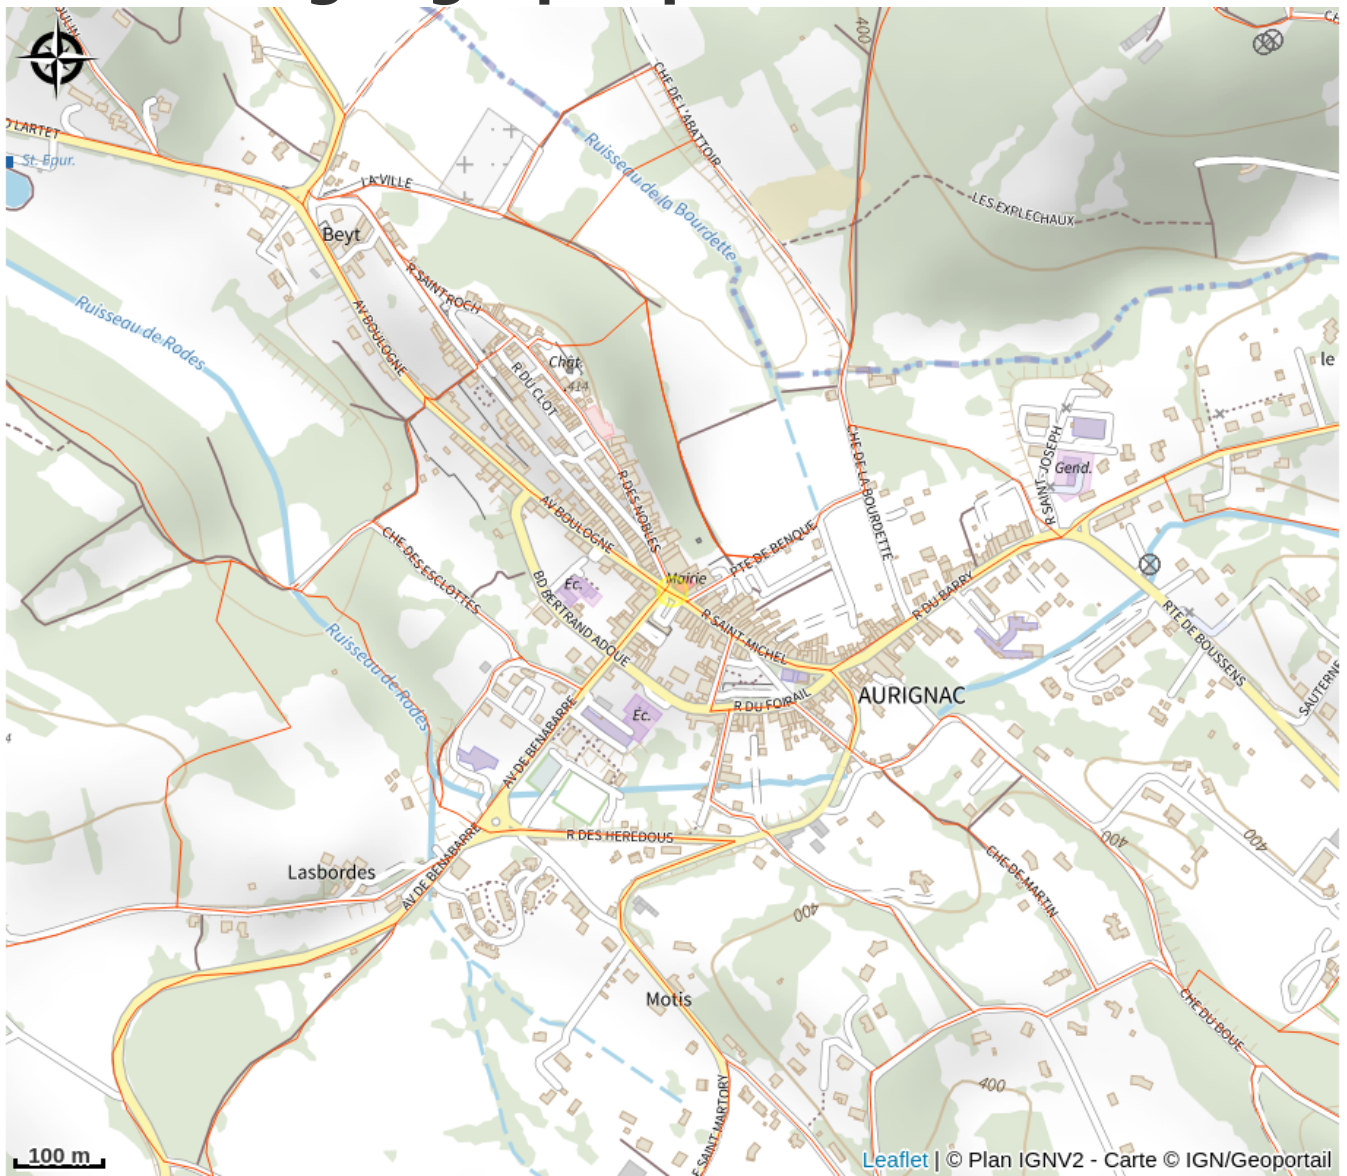 400
LARTET
St. Epur.
LA VILLE
CHE DE L'ABATTOIR
Ruisseau de la Bourdette
LES EXPLECHAUX
Beyt
R SAINT-ROCH
Ruisseau de Rodes
AV BOULOGNE
Chât.
414
R DU CLOT
le
R SAINT-JOSEPH
Gend.
CHE DE LA BOURDETTE
R DES NOBLES
AV BOULOGNE
RTE DE BENQUE
CHE DES ESCLOTTES
Mairie
Éc.
BD BERTRAND ADOUE
R SAINT-MICHEL
R DU BARRY
RTE DE BOUSSENS
Ruisseau de Rodes
AURIGNAC
SAUTERNE
R DU FOIRAIL
Éc.
AV DE BENABARRE
R DES HEREDOUS
400
400
AV DE BENABARRE
Lasbordes
CHE DE MARTIN
400
Motis
CHE DU BOUE
400
SAINT MARTORY
100 m
Leaflet | © Plan IGNV2 - Carte © IGN/Geoportail